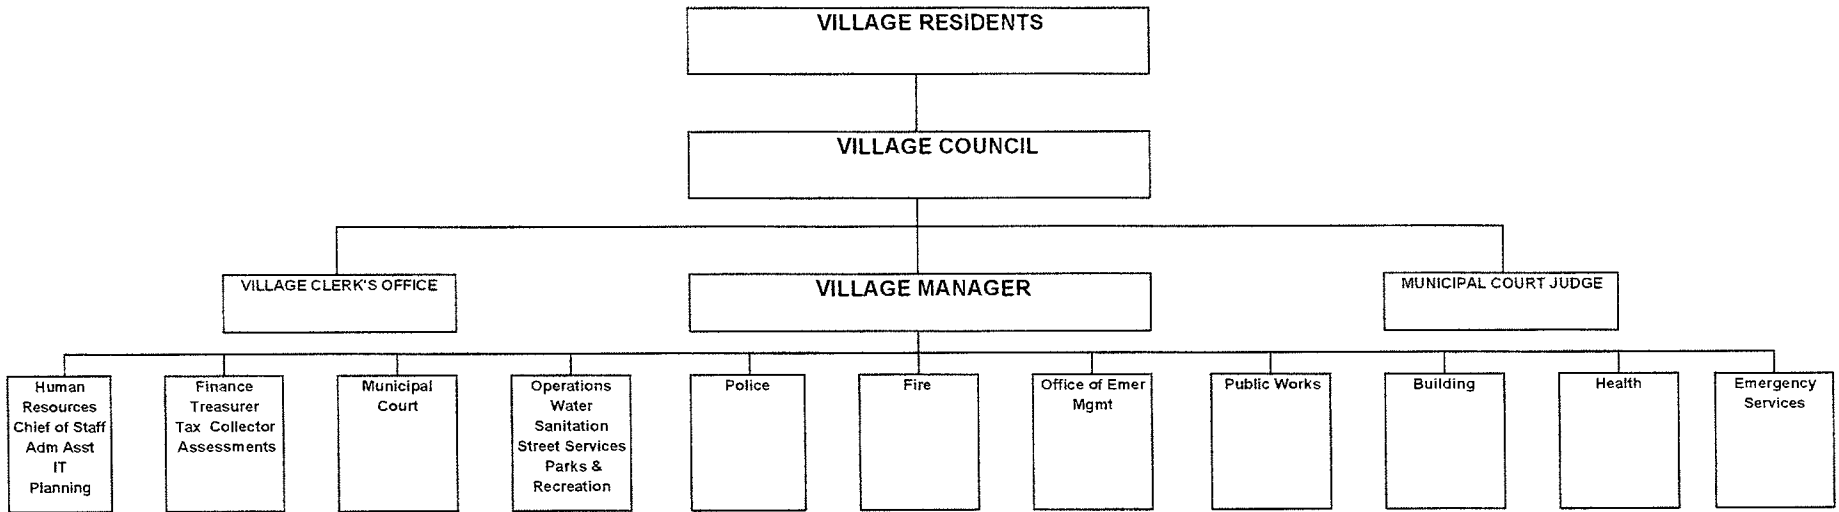 VILLAGE RESIDENTS
VILLAGE COUNCIL
VILLAGE CLERK'S OFFICE
VILLAGE MANAGER
MUNICIPAL COURT JUDGE
Human
Resources
Chief of Staff
Adm Asst
IT
Planning
Finance
Treasurer
Tax Collector
Assessments
Municipal
Court
Operations
Water
Sanitation
Street Services
Parks &
Recreation
Police
Fire
Office of Emer
Mgmt
Public Works
Building
Health
Emergency
Services